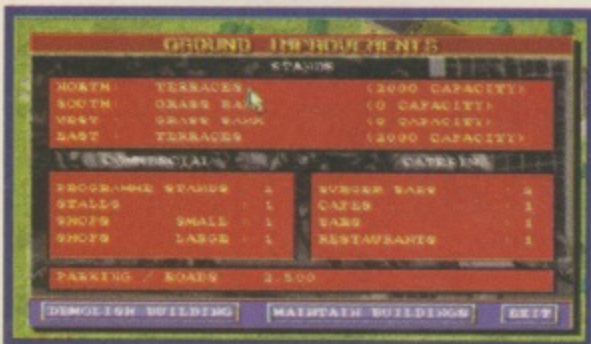 GROUND IMPROVEMENTS
STANDS
NORTH: TERRACES (2000 CAPACITY)
SOUTH: GRASS BANK (0 CAPACITY)
WEST : GRASS BANK (0 CAPACITY)
EAST : TERRACES (2000 CAPACITY)
COMMERCIAL
PROGRAMME STANDS : 2
STALLS : 1
SHOPS SMALL : 1
SHOPS LARGE : 1
CATERING
BURGER BARS 2
CAFES 1
BARS 1
RESTAURANTS : 1
PARKING / ROADS 2.500
DEMOLISH BUILDING MAINTAIN BUILDINGS EXIT